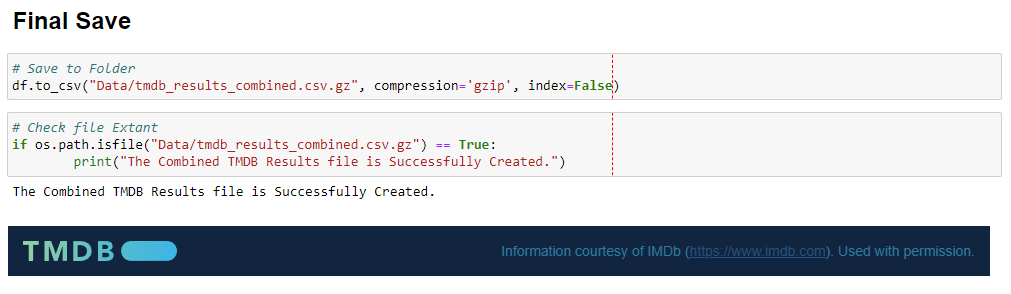 Final Save
# Save to Folder
df.to_csv("Data/tmdb_results_combined.csv.gz", compression='gzip', index=False)
# Check file Extant
if os.path.isfile("Data/tmdb_results_combined.csv.gz") == True:
        print("The Combined TMDB Results file is Successfully Created.")
The Combined TMDB Results file is Successfully Created.
TMDB Information courtesy of IMDb (https://www.imdb.com). Used with permission.